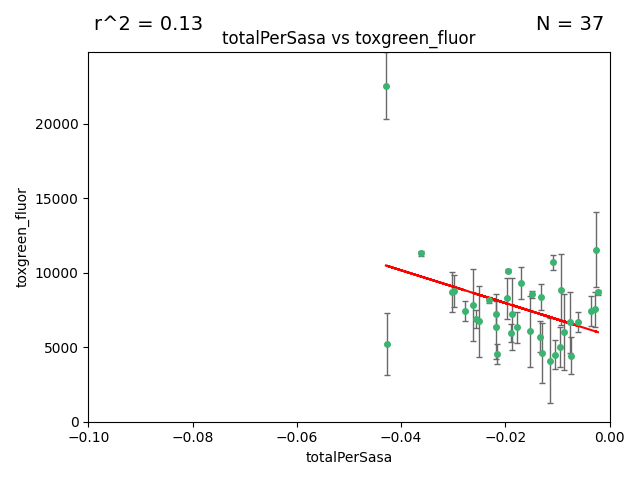 r^2 = 0.13
N = 37
totalPerSasa vs toxgreen_fluor
toxgreen_fluor
20000
15000
10000
5000
0
−0.10
−0.08
−0.06
−0.04
−0.02
0.00
totalPerSasa